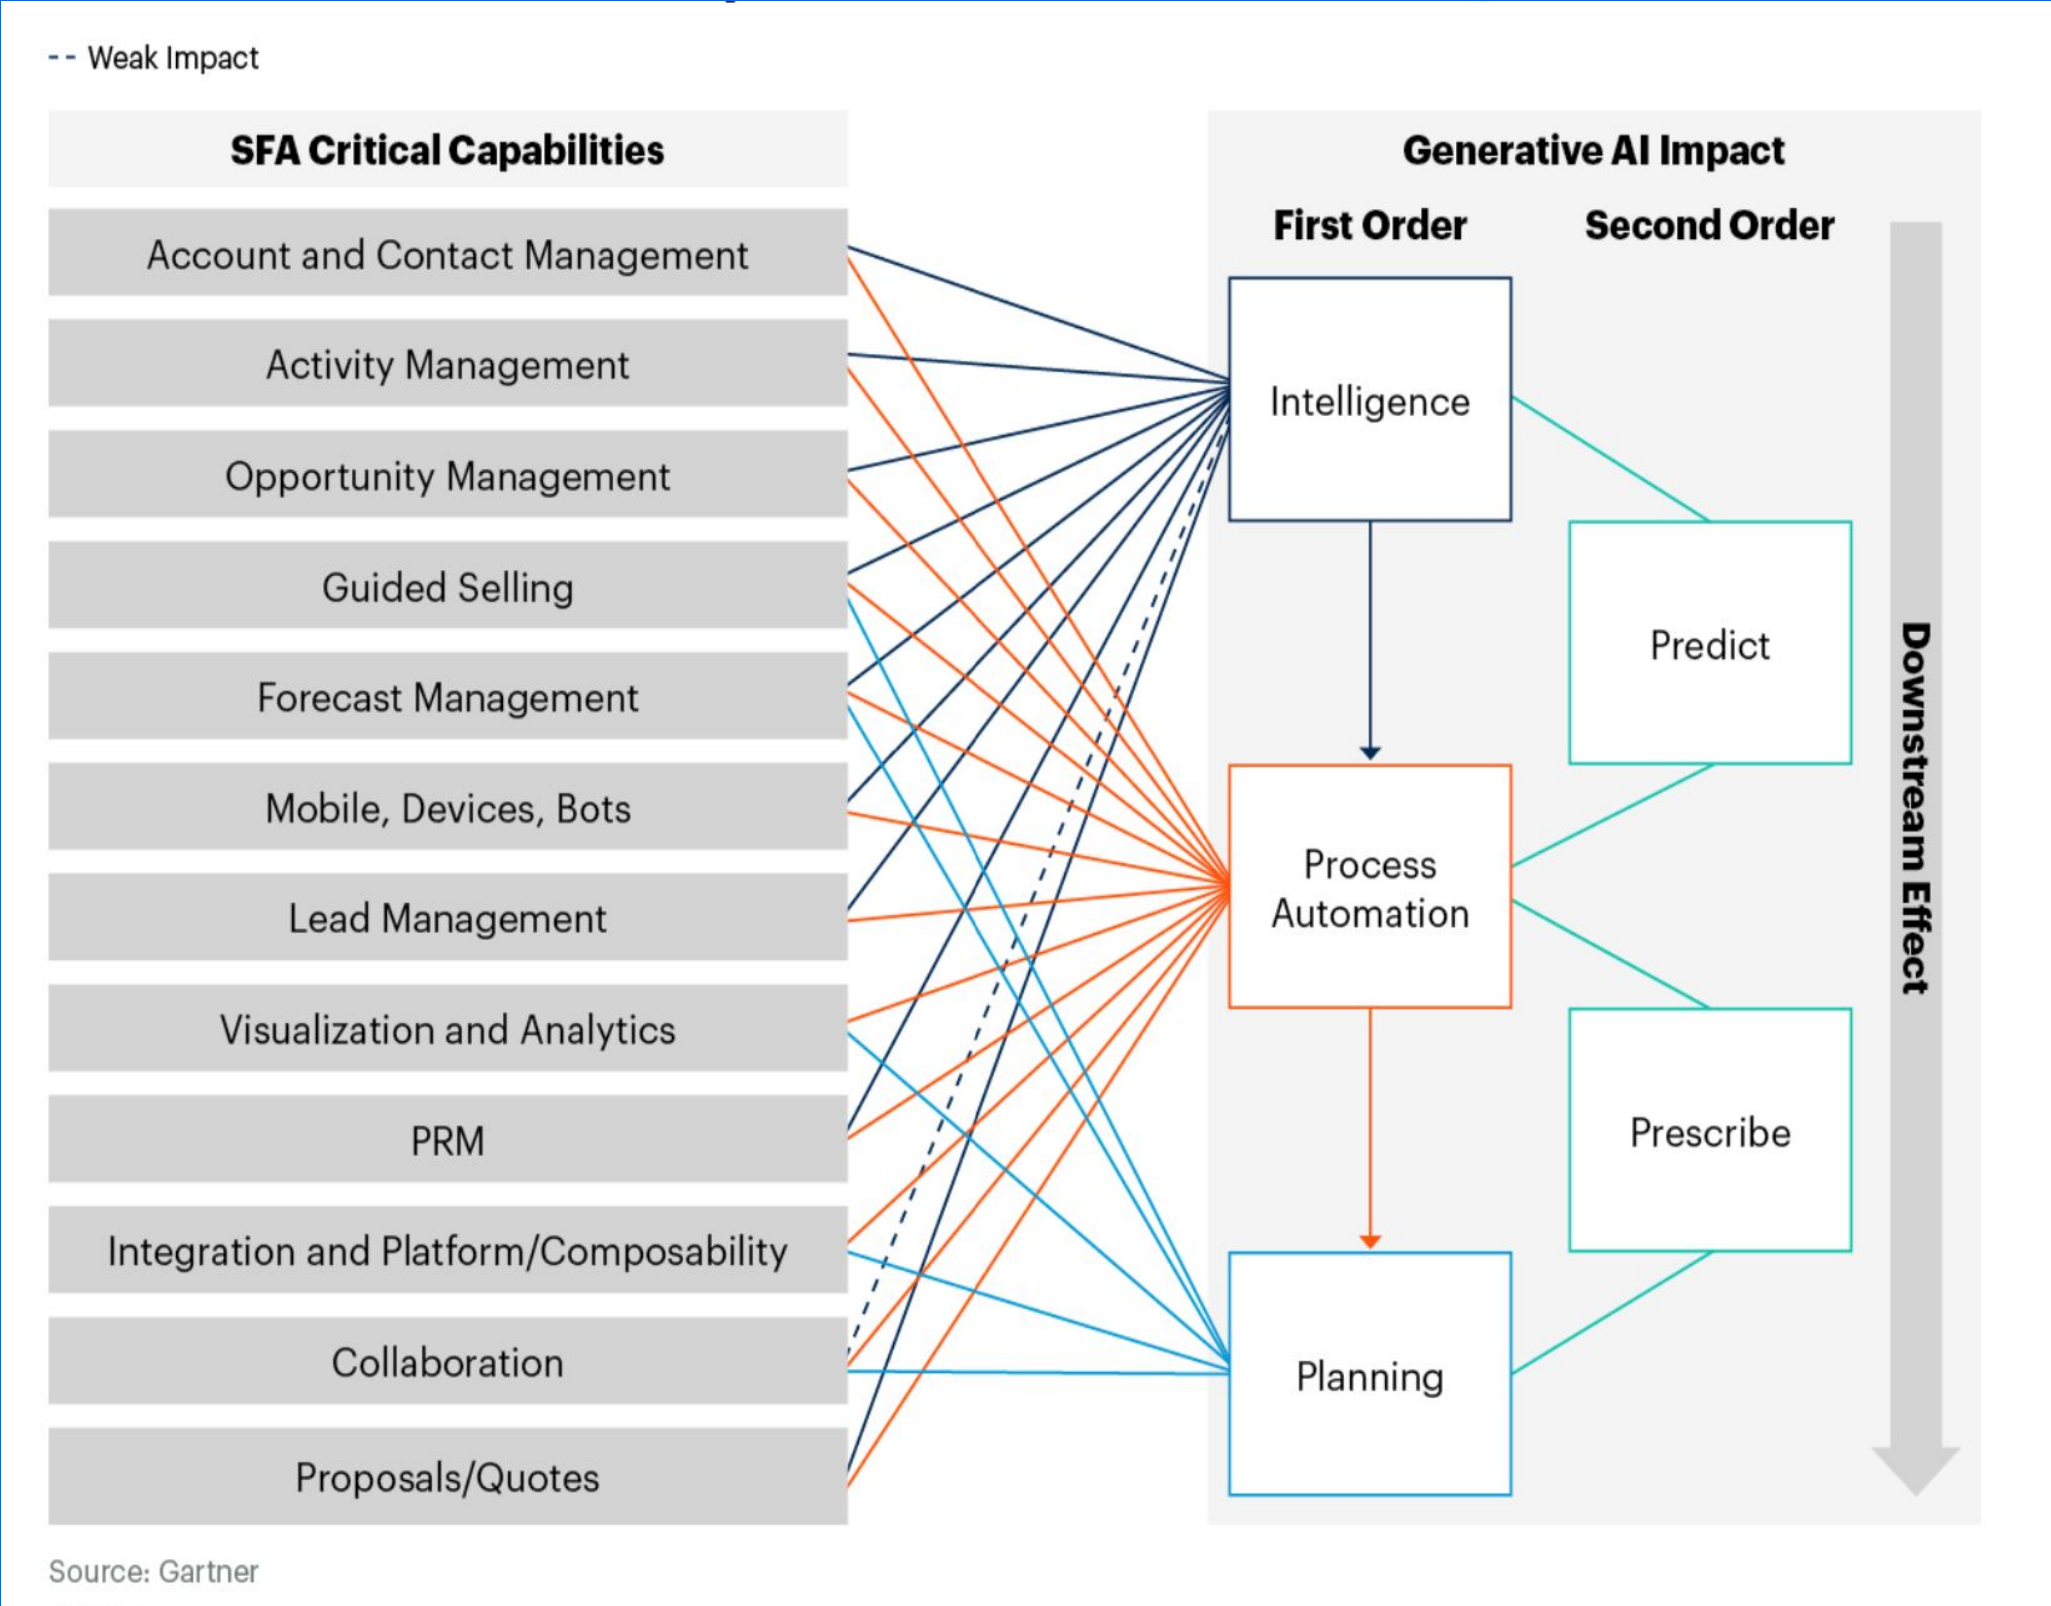 -- Weak Impact
SFA Critical Capabilities
Account and Contact Management
Activity Management
Opportunity Management
Guided Selling
Forecast Management
Mobile, Devices, Bots
Lead Management
Visualization and Analytics
PRM
Integration and Platform/Composability
Collaboration
Proposals/Quotes
Generative AI Impact
First Order
Second Order
Intelligence
Predict
Process
Automation
Prescribe
Planning
Downstream Effect
Source: Gartner